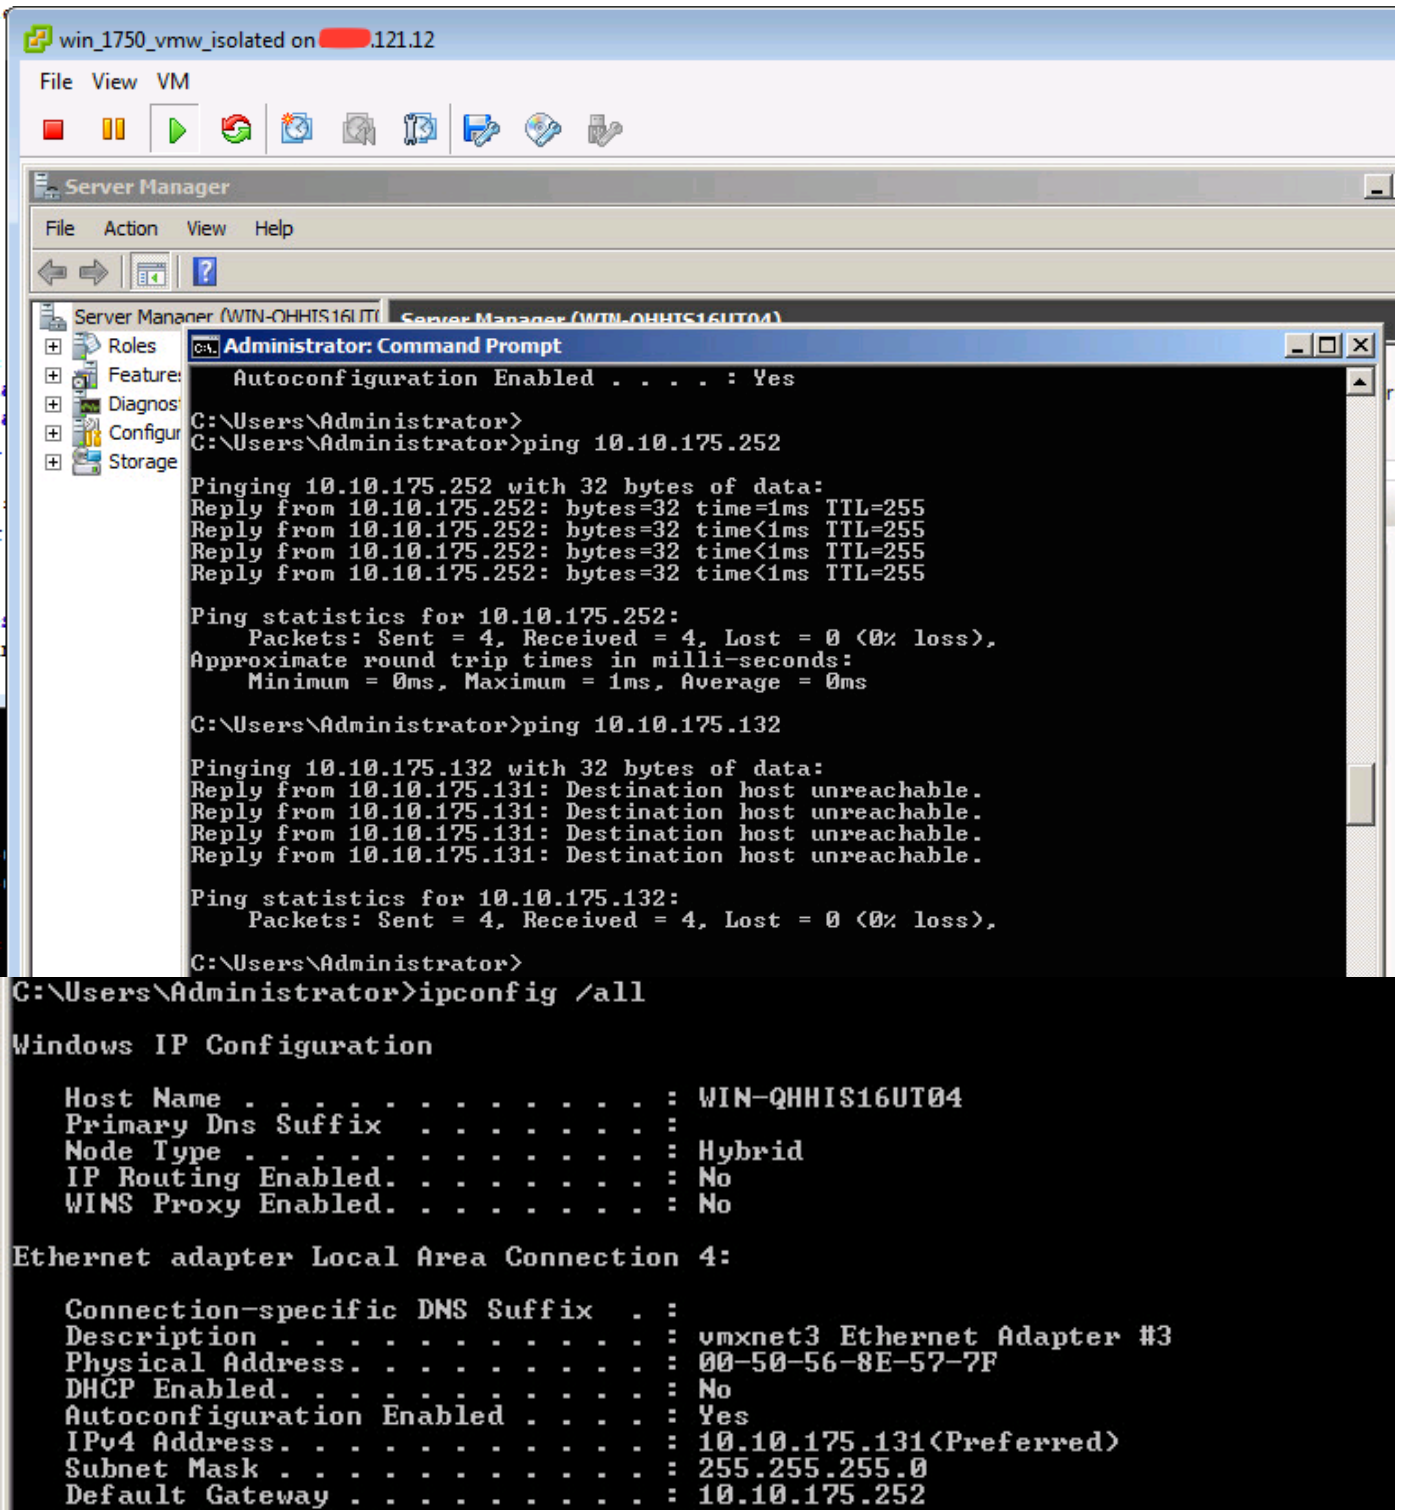 win_1750_vmw_isolated on .121.12
File View VM
Server Manager
File Action View Help
Server Manager (WIN-QHHIS16UT0
Server Manager (WIN-QHHIS16UT04)
Roles
Features
Diagnos
Configur
Storage
Administrator: Command Prompt
Autoconfiguration Enabled . . . . : Yes
C:\Users\Administrator>
C:\Users\Administrator>ping 10.10.175.252
Pinging 10.10.175.252 with 32 bytes of data:
Reply from 10.10.175.252: bytes=32 time=1ms TTL=255
Reply from 10.10.175.252: bytes=32 time<1ms TTL=255
Reply from 10.10.175.252: bytes=32 time<1ms TTL=255
Reply from 10.10.175.252: bytes=32 time<1ms TTL=255
Ping statistics for 10.10.175.252:
Packets: Sent = 4, Received = 4, Lost = 0 (0% loss),
Approximate round trip times in milli-seconds:
Minimum = 0ms, Maximum = 1ms, Average = 0ms
C:\Users\Administrator>ping 10.10.175.132
Pinging 10.10.175.132 with 32 bytes of data:
Reply from 10.10.175.131: Destination host unreachable.
Reply from 10.10.175.131: Destination host unreachable.
Reply from 10.10.175.131: Destination host unreachable.
Reply from 10.10.175.131: Destination host unreachable.
Ping statistics for 10.10.175.132:
Packets: Sent = 4, Received = 4, Lost = 0 (0% loss),
C:\Users\Administrator>
C:\Users\Administrator>ipconfig /all
Windows IP Configuration
Host Name . . . . . . . . . . . . : WIN-QHHIS16UT04
Primary Dns Suffix . . . . . . . :
Node Type . . . . . . . . . . . . : Hybrid
IP Routing Enabled. . . . . . . . : No
WINS Proxy Enabled. . . . . . . . : No
Ethernet adapter Local Area Connection 4:
Connection-specific DNS Suffix . :
Description . . . . . . . . . . . : vmxnet3 Ethernet Adapter #3
Physical Address. . . . . . . . . : 00-50-56-8E-57-7F
DHCP Enabled. . . . . . . . . . . : No
Autoconfiguration Enabled . . . . : Yes
IPv4 Address. . . . . . . . . . . : 10.10.175.131(Preferred)
Subnet Mask . . . . . . . . . . . : 255.255.255.0
Default Gateway . . . . . . . . . : 10.10.175.252